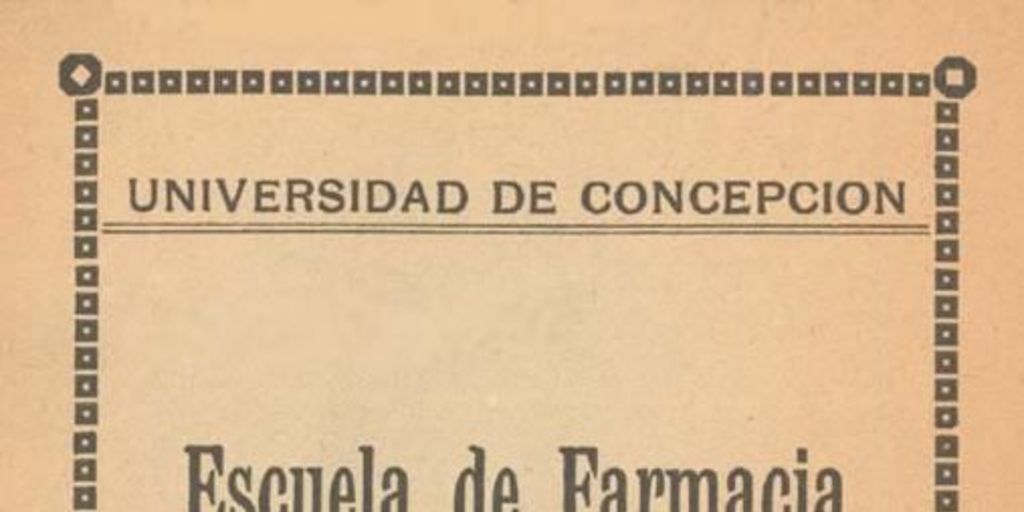 UNIVERSIDAD DE CONCEPCION
Escuela de Farmacia